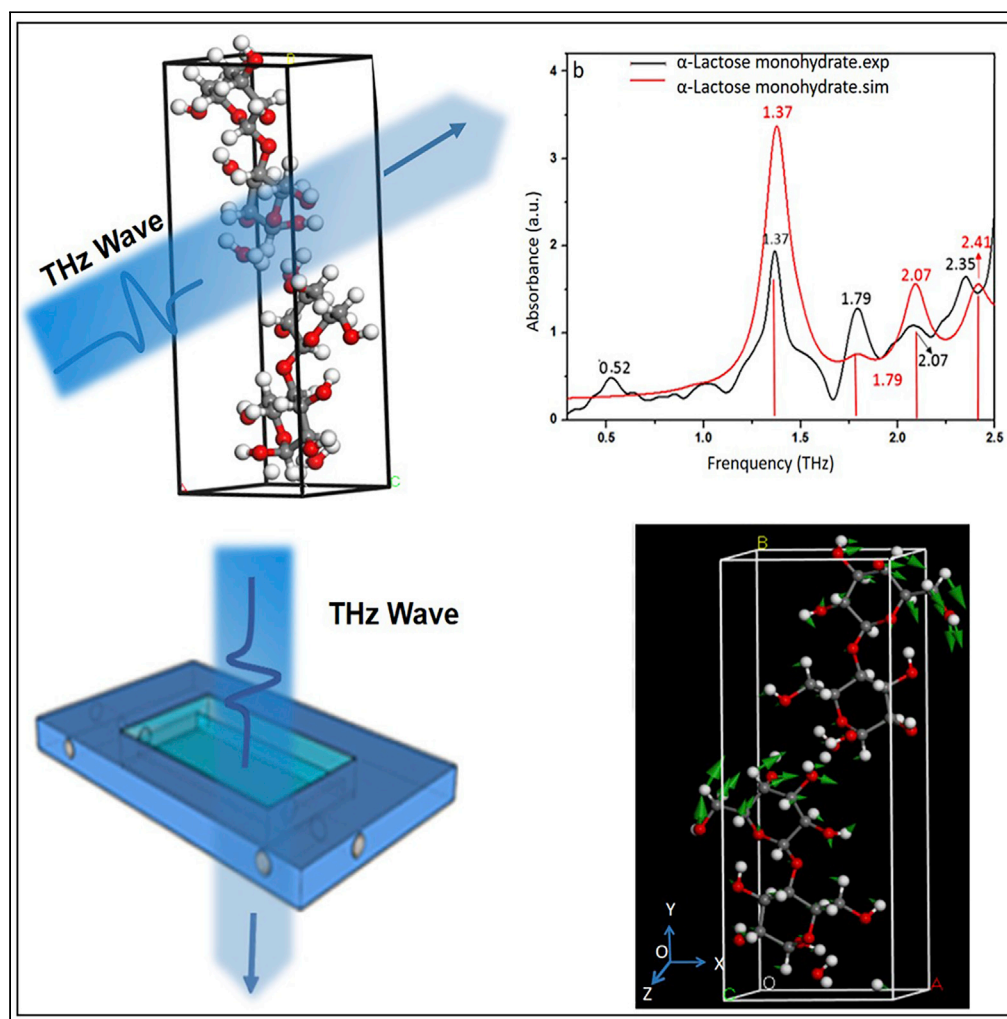 B
THz Wave
A
C
b
α-Lactose monohydrate.exp
α-Lactose monohydrate.sim
1.37
1.37
0.52
1.79
1.79
2.07
2.07
2.35
2.41
Absorbance (a.u.)
4
3
2
1
0
0.5
1.0
1.5
2.0
2.5
Frenquency (THz)
THz Wave
B
Y
O
X
Z
C
O
A